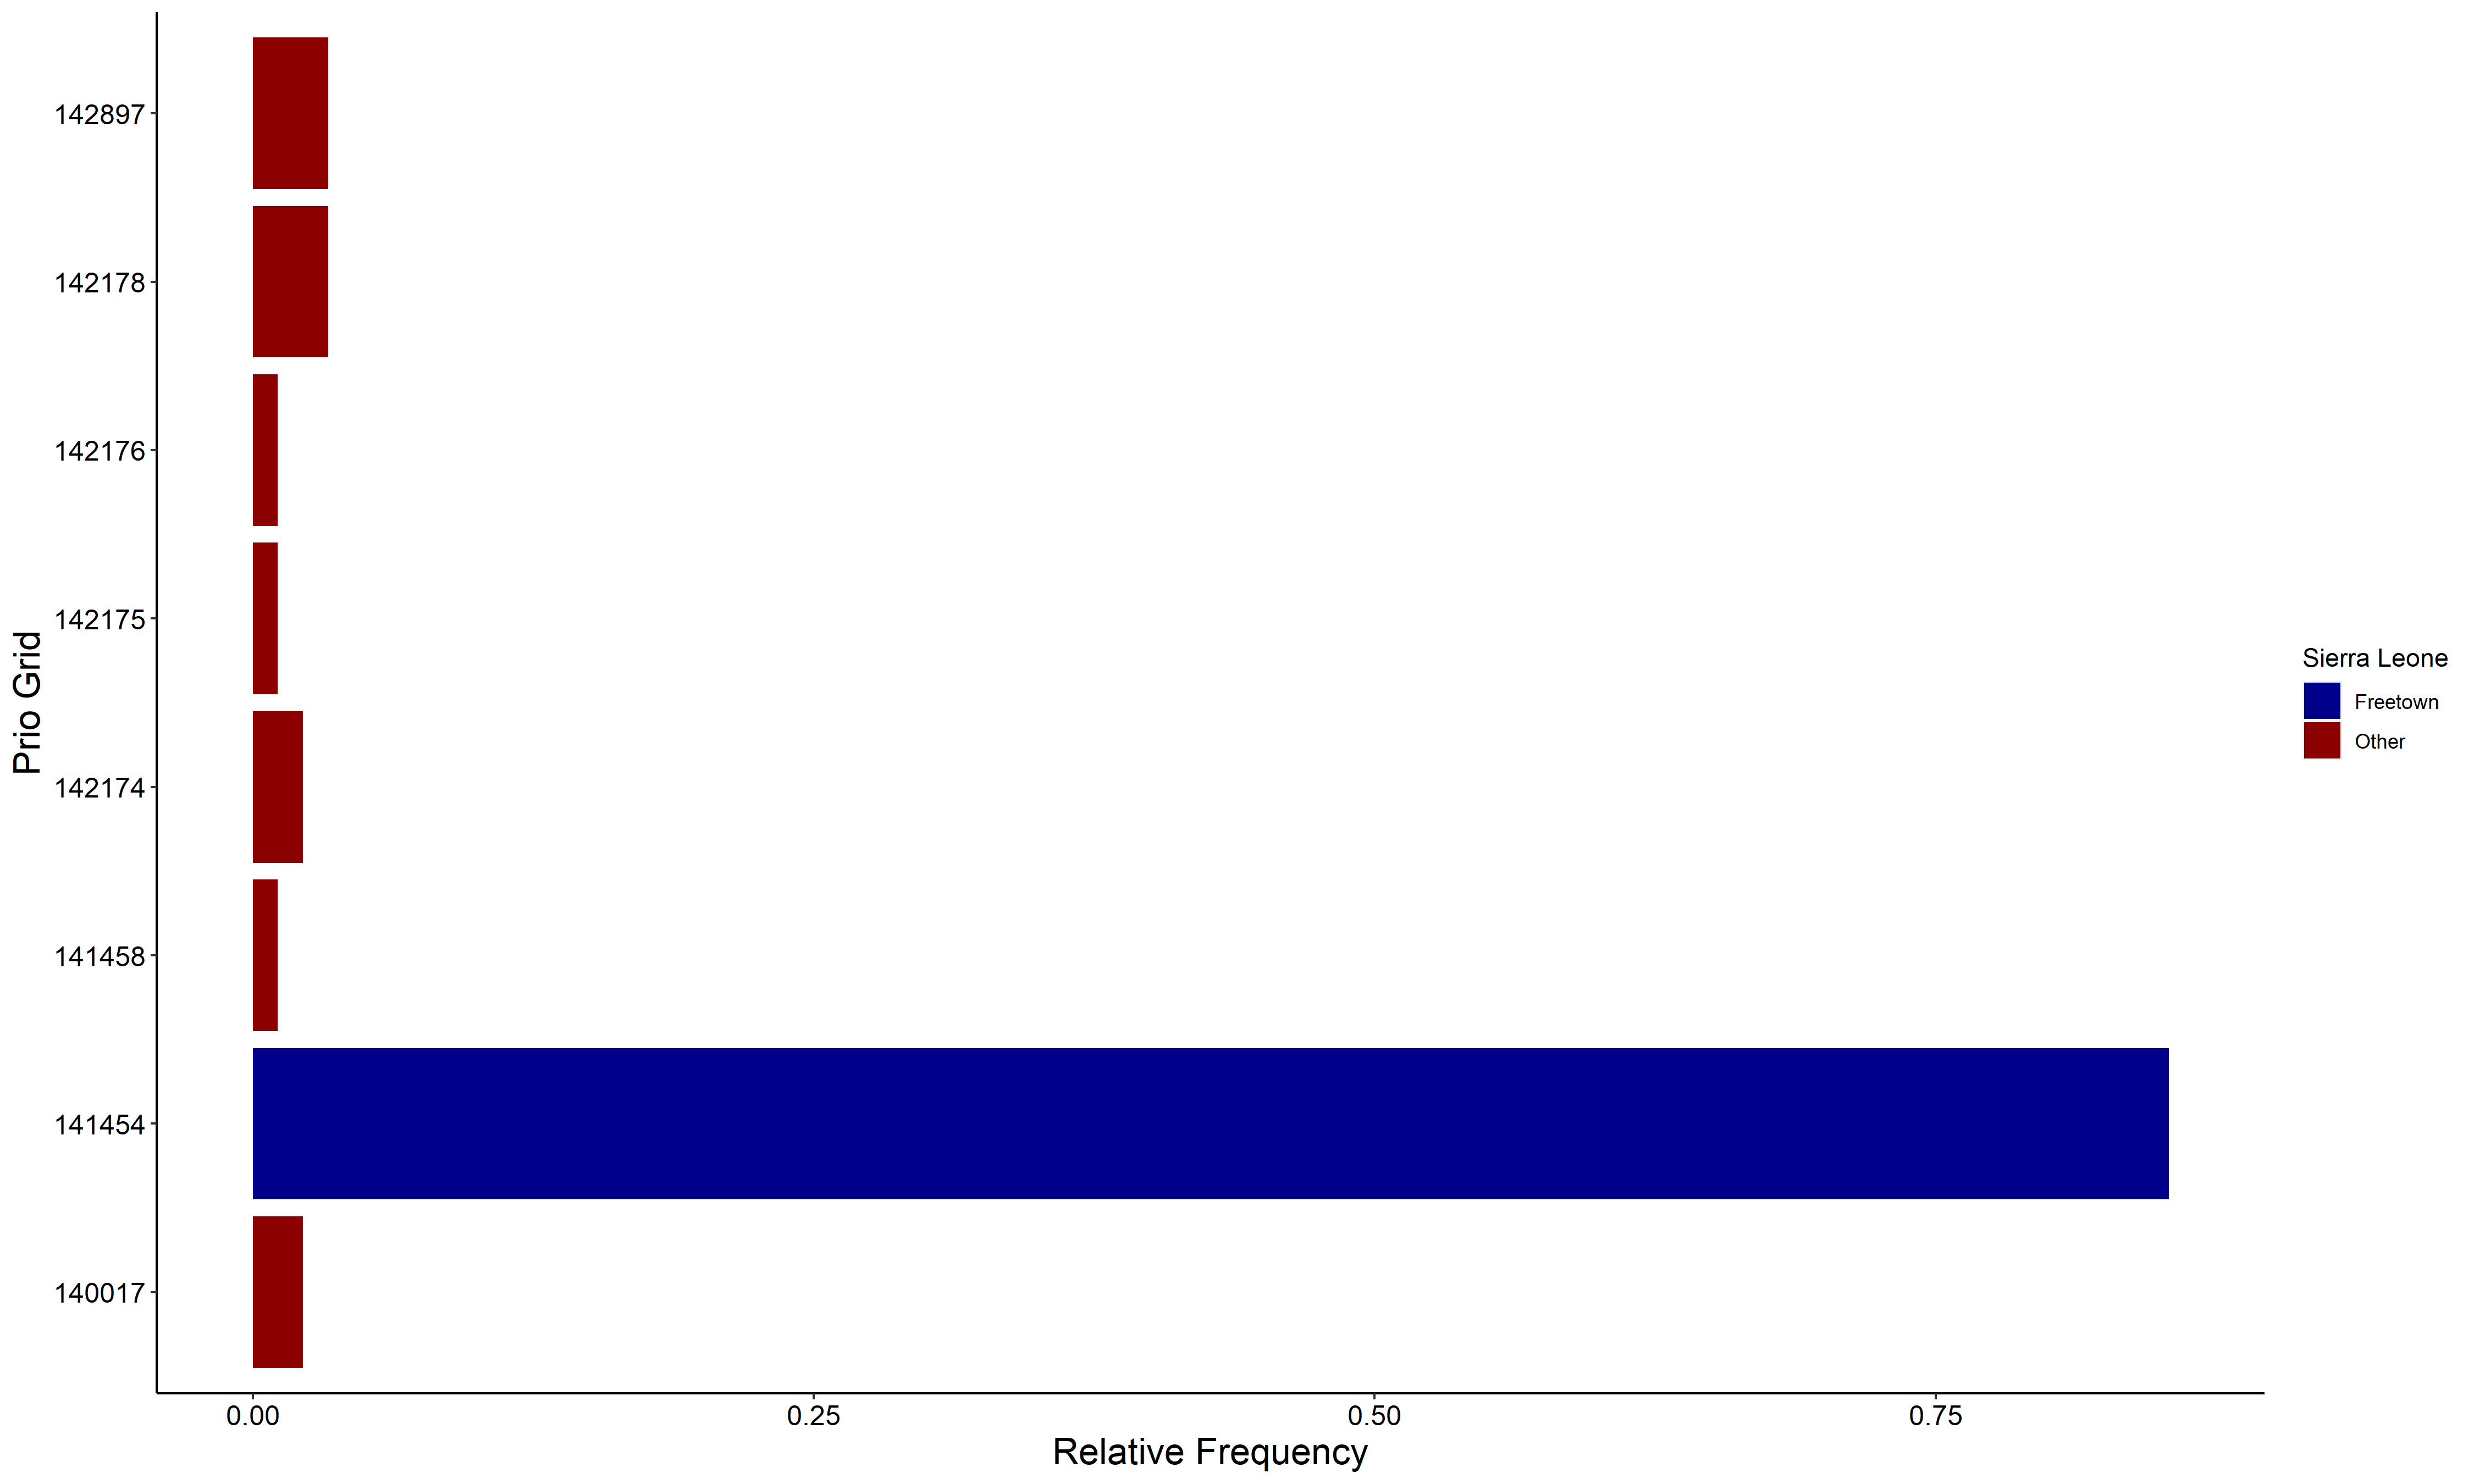 142897
142178
142176
142175
142174
141458
141454
140017
Prio Grid
0.00
0.25
0.50
0.75
Relative Frequency
Sierra Leone
Freetown
Other